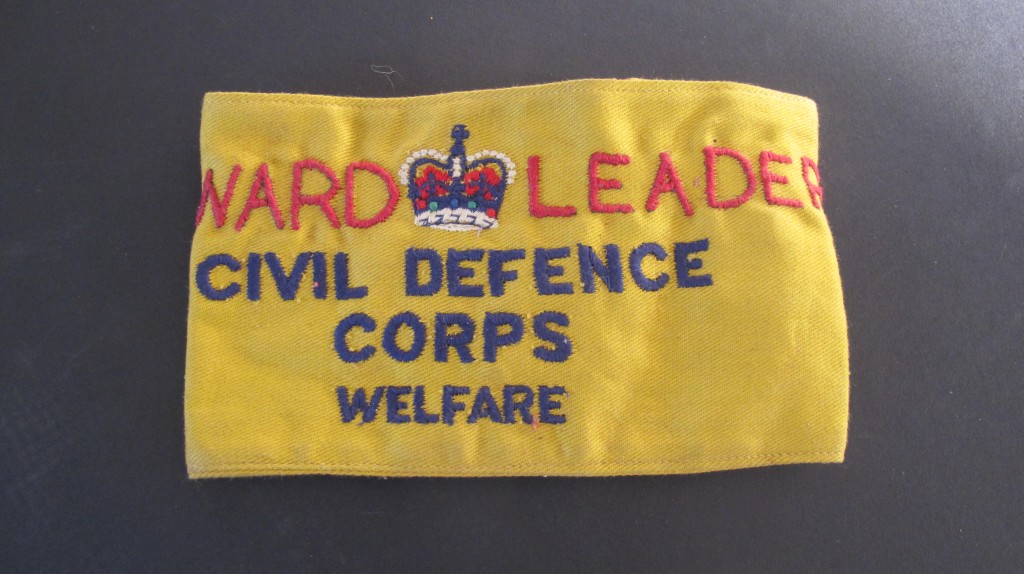 WARD LEADER
CIVIL DEFENCE
CORPS
WELFARE